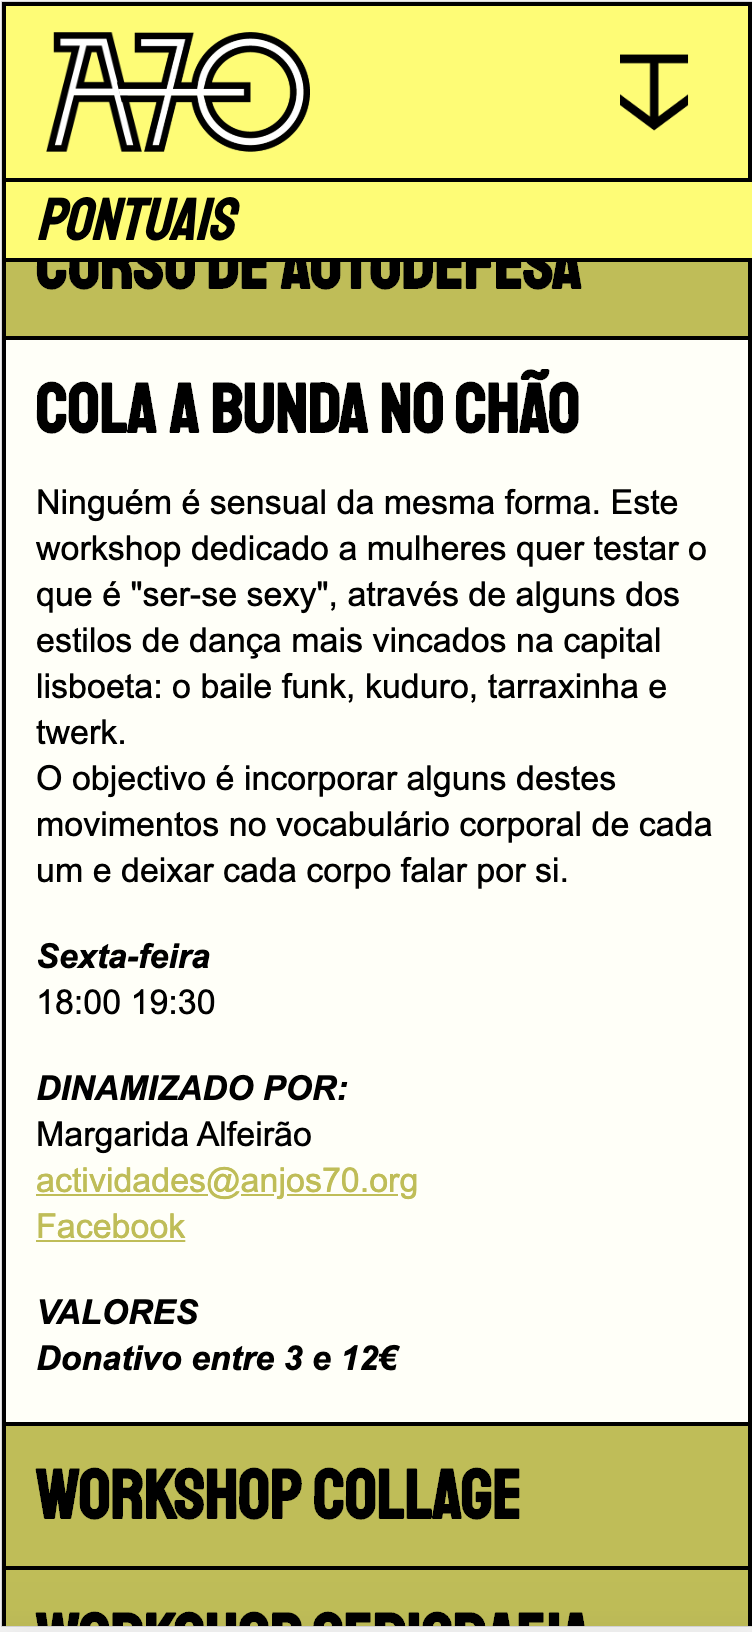 A70
PONTUAIS
CURSO DE AUTODEFESA
COLA A BUNDA NO CHÃO
Ninguém é sensual da mesma forma. Este
workshop dedicado a mulheres quer testar o
que é "ser-se sexy", através de alguns dos
estilos de dança mais vincados na capital
lisboeta: o baile funk, kuduro, tarraxinha e
twerk.
O objectivo é incorporar alguns destes
movimentos no vocabulário corporal de cada
um e deixar cada corpo falar por si.
Sexta-feira
18:00 19:30
DINAMIZADO POR:
Margarida Alfeirão
actividades@anjos70.org
Facebook
VALORES
Donativo entre 3 e 12€
WORKSHOP COLLAGE
WORKSHOP SERIGRAFIA